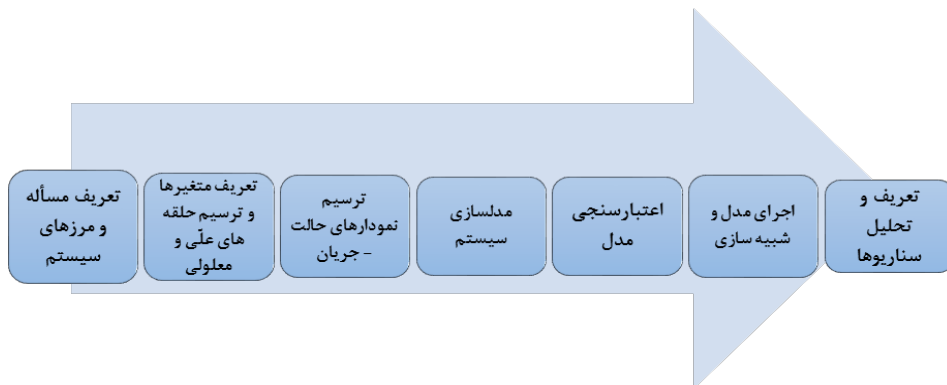 تعریف مسأله
و مرزهای
سیستم
تعریف متغیرها
و ترسیم حلقه
های علّی و
معلولی
ترسیم
نمودارهای حالت
- جریان
مدلسازی
سیستم
اعتبارسنجی
مدل
اجرای مدل و
شبیه سازی
تعریف و
تحلیل
سناریوها